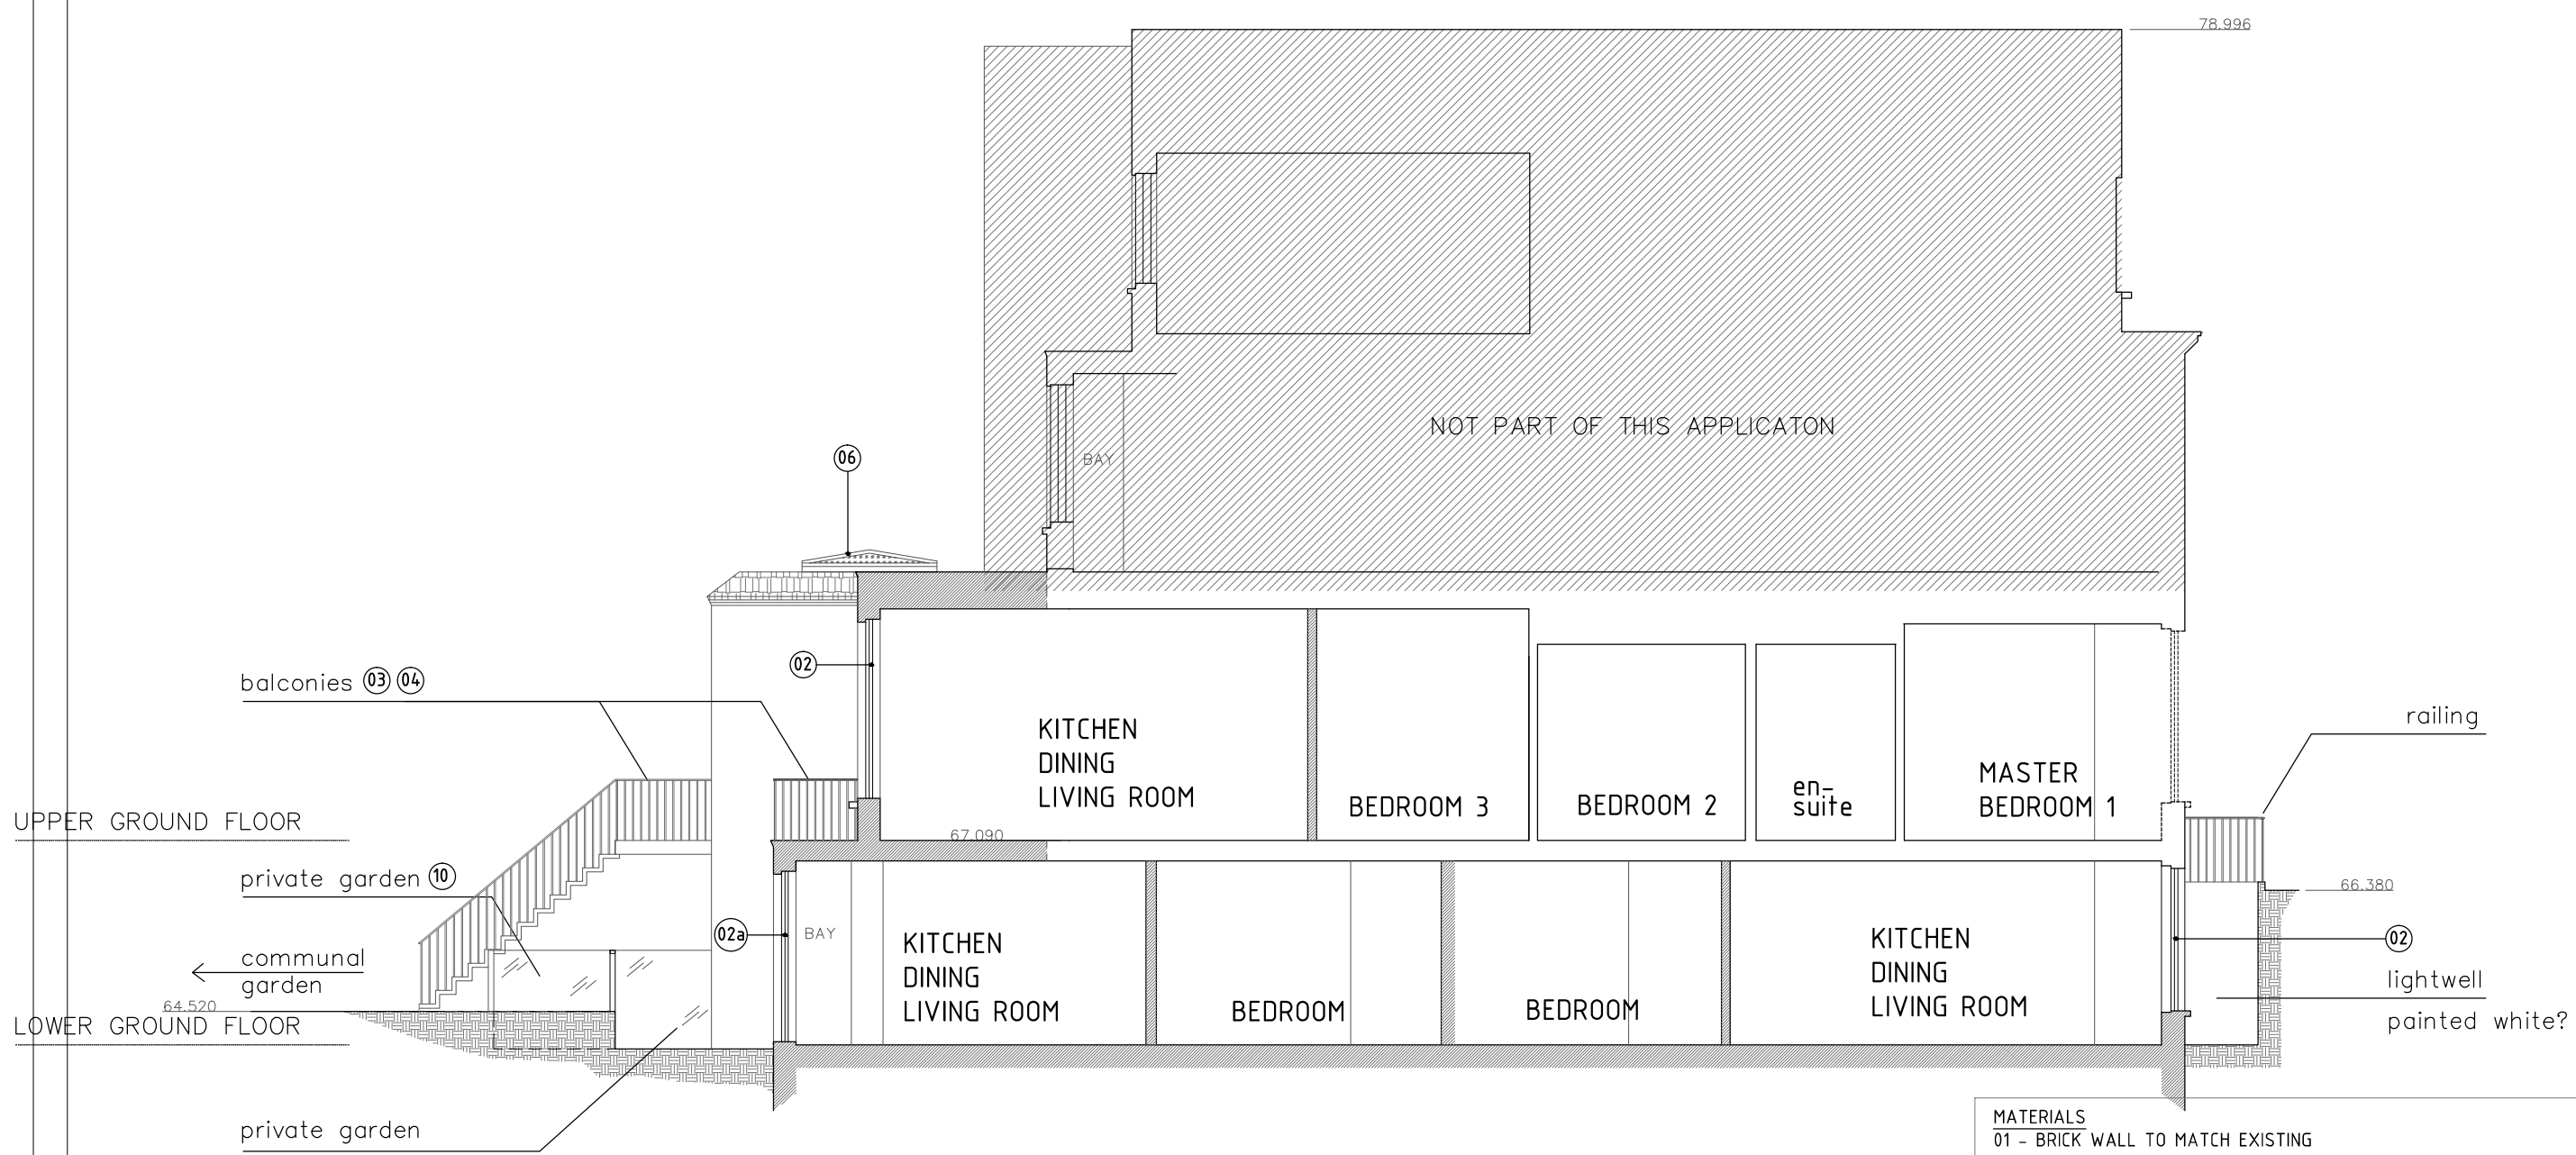 78.996
NOT PART OF THIS APPLICATON
BAY
06
02
balconies 03 04
KITCHEN
DINING
LIVING ROOM
BEDROOM 3
BEDROOM 2
en-
suite
MASTER
BEDROOM 1
railing
UPPER GROUND FLOOR
67.090
private garden 10
66.380
02a
BAY
KITCHEN
DINING
LIVING ROOM
BEDROOM
BEDROOM
KITCHEN
DINING
LIVING ROOM
02
communal
garden
lightwell
painted white?
64.520
LOWER GROUND FLOOR
private garden
MATERIALS
01 - BRICK WALL TO MATCH EXISTING